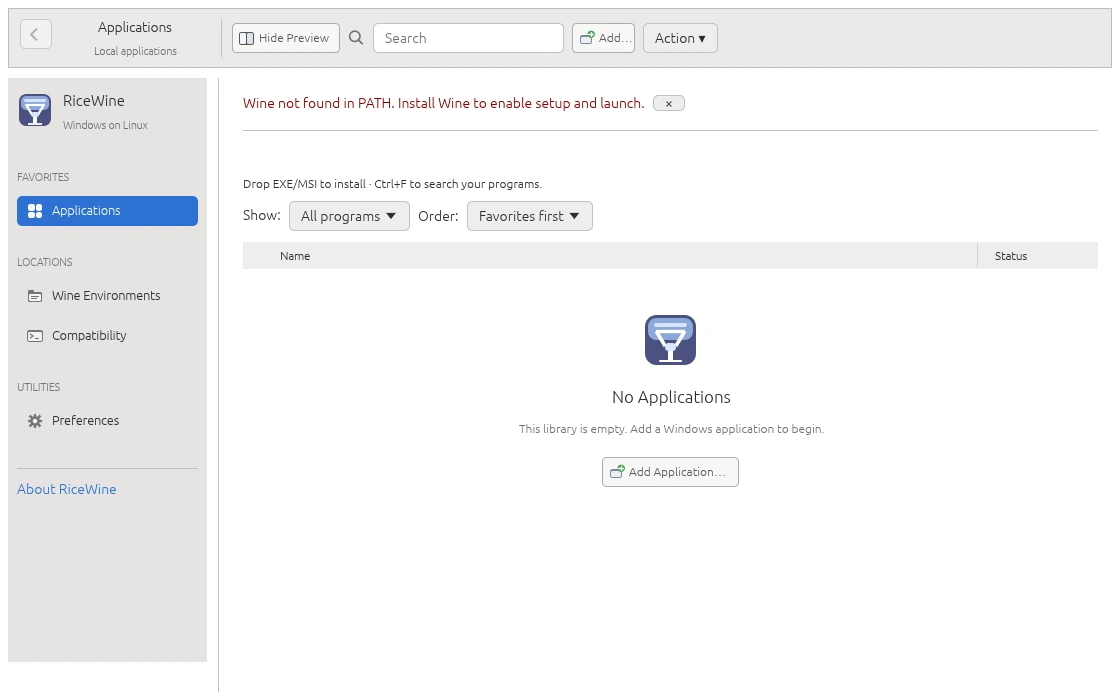 Applications
Local applications
Hide Preview
Search
Add...
Action ▾
RiceWine
Windows on Linux
FAVORITES
Applications
LOCATIONS
Wine Environments
Compatibility
UTILITIES
Preferences
About RiceWine
Wine not found in PATH. Install Wine to enable setup and launch.
×
Drop EXE/MSI to install · Ctrl+F to search your programs.
Show: All programs ▼ Order: Favorites first ▼
Name Status
No Applications
This library is empty. Add a Windows application to begin.
Add Application...